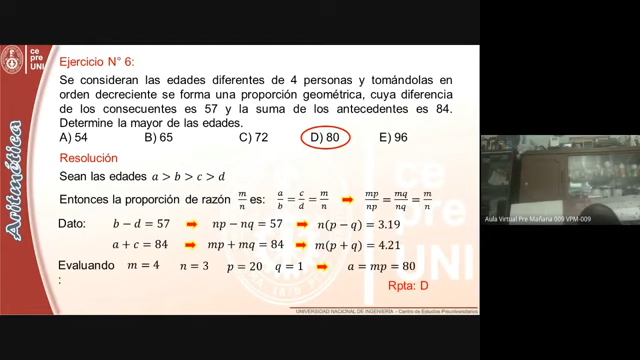 ce
pre
UNI
Aritmética
Ejercicio N° 6:
Se consideran las edades diferentes de 4 personas y tomándolas en
orden decreciente se forma una proporción geométrica, cuya diferencia
de los consecuentes es 57 y la suma de los antecedentes es 84.
Determine la mayor de las edades.
A) 54 B) 65 C) 72 D) 80 E) 96
Resolución
Sean las edades a > b > c > d
Entonces la proporción de razón m/n es: a/b = c/d = m/n ➡ mp/np = mq/nq = m/n
Dato: b − d = 57 ➡ np − nq = 57 ➡ n(p − q) = 3.19
a + c = 84 ➡ mp + mq = 84 ➡ m(p + q) = 4.21
Evaluando m = 4 n = 3 p = 20 q = 1 ➡ a = mp = 80
:
Rpta: D
UNIVERSIDAD NACIONAL DE INGENIERÍA - Centro de Estudios Preuniversitarios
Aula Virtual Pre Mañana 009 VPM-009